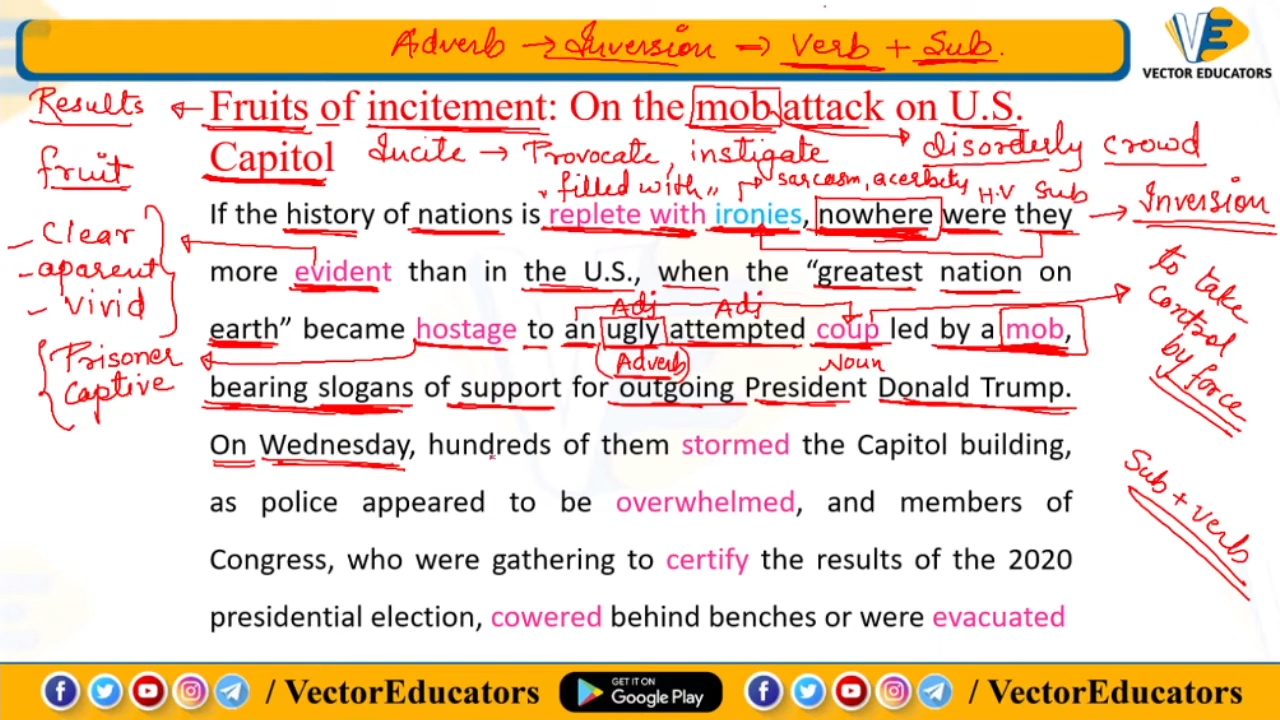 Adverb → Inversion → Verb + Sub.
VE
VECTOR EDUCATORS
Results ← Fruits of incitement: On the mob attack on U.S.
Capitol
fruit
Incite → Provocate, instigate
disorderly crowd
"filled with"
sarcasm, acerbity
H.V Sub
If the history of nations is replete with ironies, nowhere were they → Inversion
- Clear
- aparent
- vivid
more evident than in the U.S., when the “greatest nation on
to take
control
by force
Adj Adj
earth” became hostage to an ugly attempted coup led by a mob,
Prisoner
Captive
(Adverb) Noun
bearing slogans of support for outgoing President Donald Trump.
On Wednesday, hundreds of them stormed the Capitol building,
Sub + verb
as police appeared to be overwhelmed, and members of
Congress, who were gathering to certify the results of the 2020
presidential election, cowered behind benches or were evacuated
/ VectorEducators
GET IT ON
Google Play
/ VectorEducators